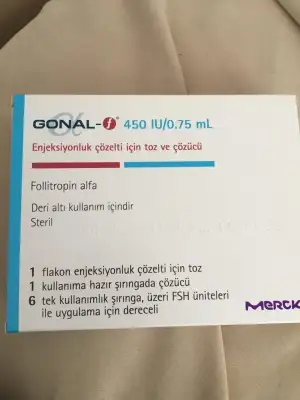 GONAL-f® 450 IU/0.75 mL
Enjeksiyonluk çözelti için toz ve çözücü
Follitropin alfa
Deri altı kullanım içindir
Steril
1 flakon enjeksiyonluk çözelti için toz
1 kullanıma hazır şırıngada çözücü
6 tek kullanımlık şırınga, üzeri FSH üniteleri
ile uygulama için dereceli
MERCK